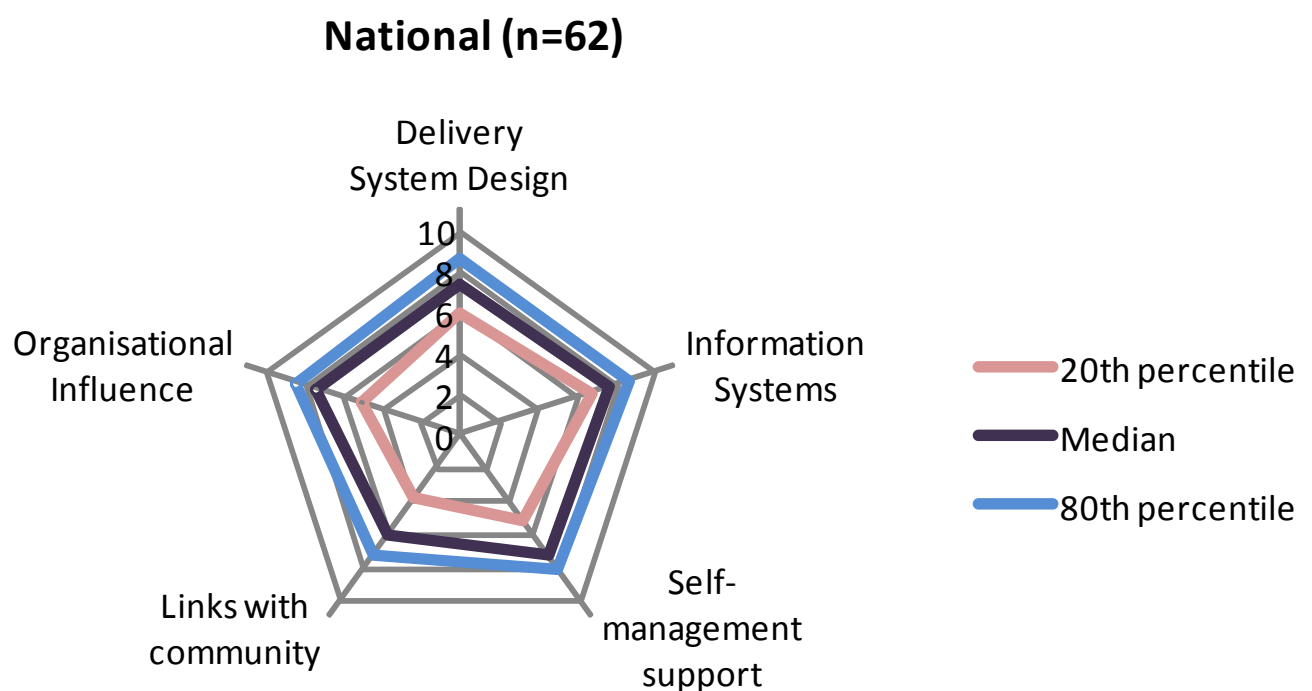 National (n=62)
Delivery
System Design
10
8
6
4
2
0
Organisational
Influence
Information
Systems
Links with
community
Self-
management
support
20th percentile
Median
80th percentile